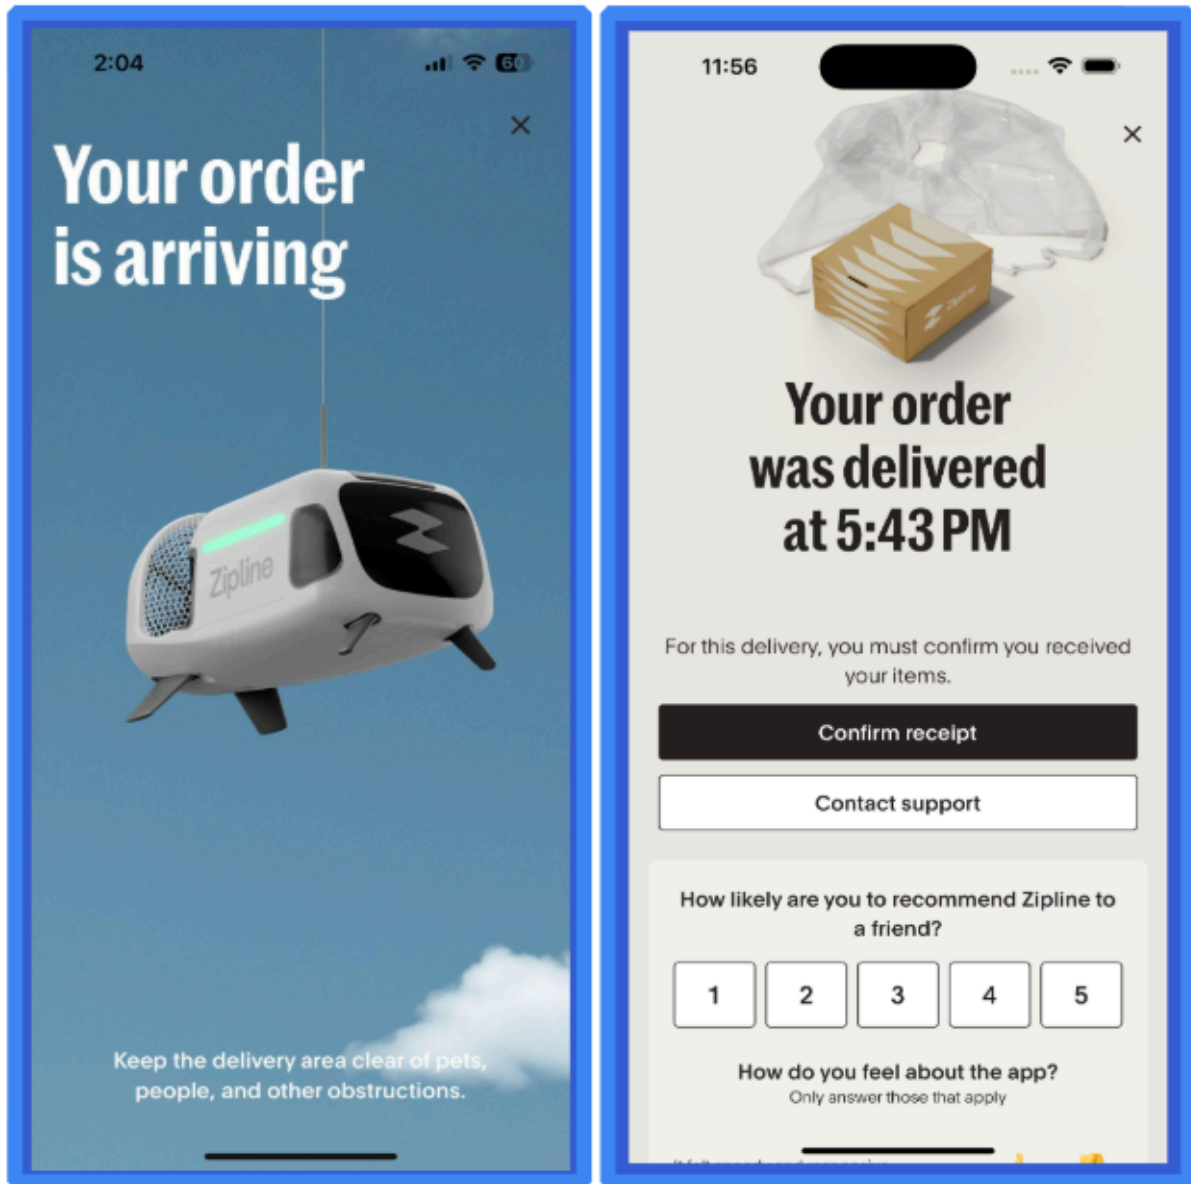 2:04
60
Your order
is arriving
Zipline
Keep the delivery area clear of pets,
people, and other obstructions.
11:56
Zipline
Your order
was delivered
at 5:43 PM
For this delivery, you must confirm you received
your items.
Confirm receipt
Contact support
How likely are you to recommend Zipline to
a friend?
1 2 3 4 5
How do you feel about the app?
Only answer those that apply